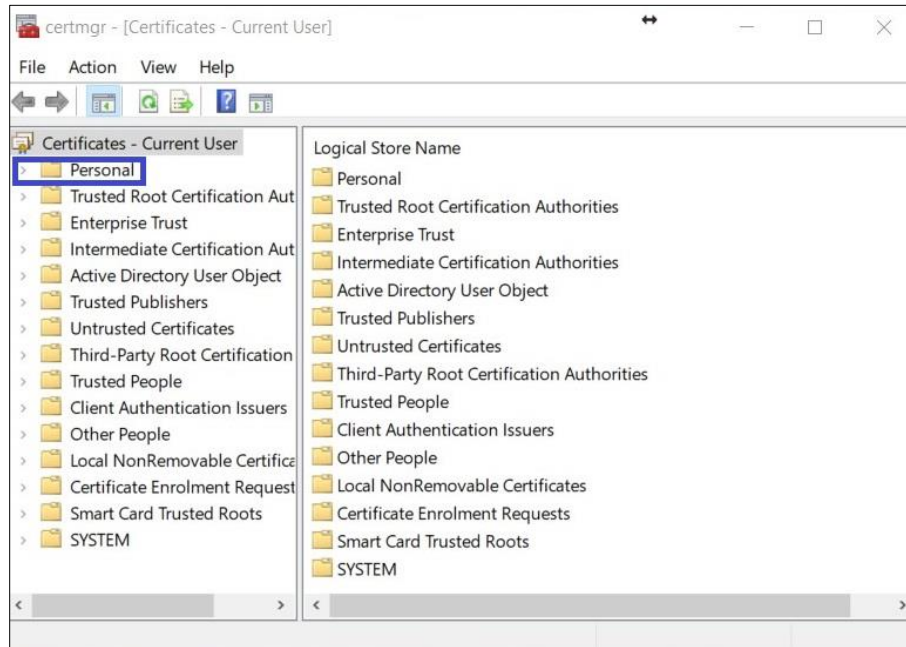 certmgr - [Certificates - Current User]
File Action View Help
Certificates - Current User
Personal
Trusted Root Certification Aut
Enterprise Trust
Intermediate Certification Aut
Active Directory User Object
Trusted Publishers
Untrusted Certificates
Third-Party Root Certification
Trusted People
Client Authentication Issuers
Other People
Local NonRemovable Certifica
Certificate Enrolment Request
Smart Card Trusted Roots
SYSTEM
Logical Store Name
Personal
Trusted Root Certification Authorities
Enterprise Trust
Intermediate Certification Authorities
Active Directory User Object
Trusted Publishers
Untrusted Certificates
Third-Party Root Certification Authorities
Trusted People
Client Authentication Issuers
Other People
Local NonRemovable Certificates
Certificate Enrolment Requests
Smart Card Trusted Roots
SYSTEM